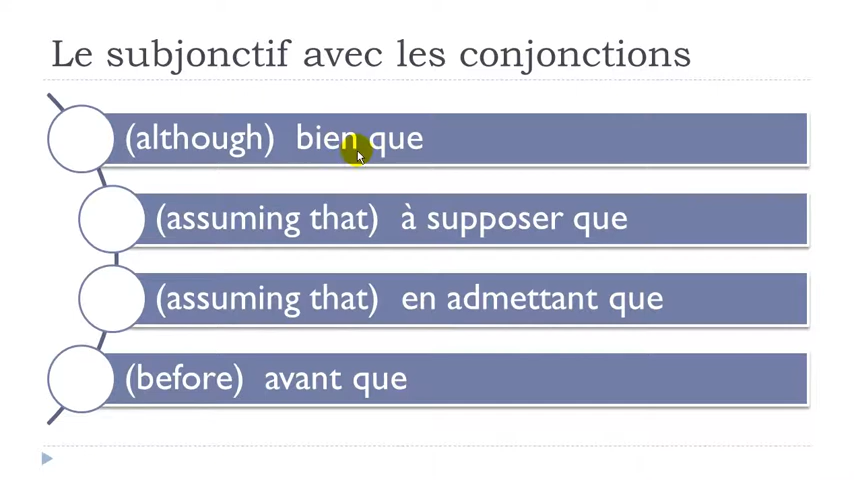 Le subjonctif avec les conjonctions
(although) bien que
(assuming that) à supposer que
(assuming that) en admettant que
(before) avant que